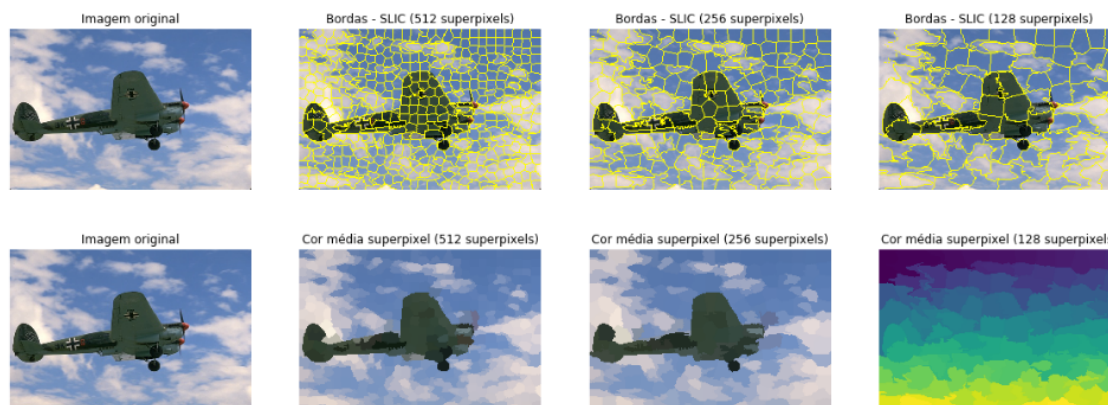 Imagem original
Bordas - SLIC (512 superpixels)
Bordas - SLIC (256 superpixels)
Bordas - SLIC (128 superpixels)
Imagem original
Cor média superpixel (512 superpixels)
Cor média superpixel (256 superpixels)
Cor média superpixel (128 superpixels